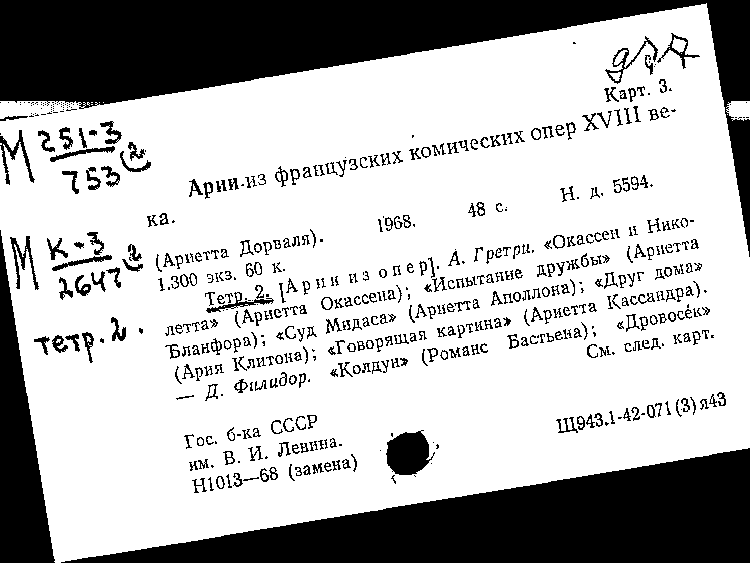 Карт. 3.
М 251-3
753 2
Арии из французских комических опер XVIII ве-
ка.
М К-3
2647 2
тетр. 2.
(Ариетта Дорваля). 1968. 48 с. Н. д. 5594.
1.300 экз. 60 к.
Тетр. 2. [Арии из опер]. А. Гретри. «Окассен и Нико-
летта» (Ариетта Окассена); «Испытание дружбы» (Ариетта
Бланфора); «Суд Мидаса» (Ариетта Аполлона); «Друг дома»
(Ария Клитона); «Говорящая картина» (Ариетта Кассандра).
— Д. Филидор. «Колдун» (Романс Бастьена); «Дровосек»
См. след. карт.
Гос. б-ка СССР
им. В. И. Ленина.
Н1013—68 (замена)
Щ943.1-42-071(3)я43